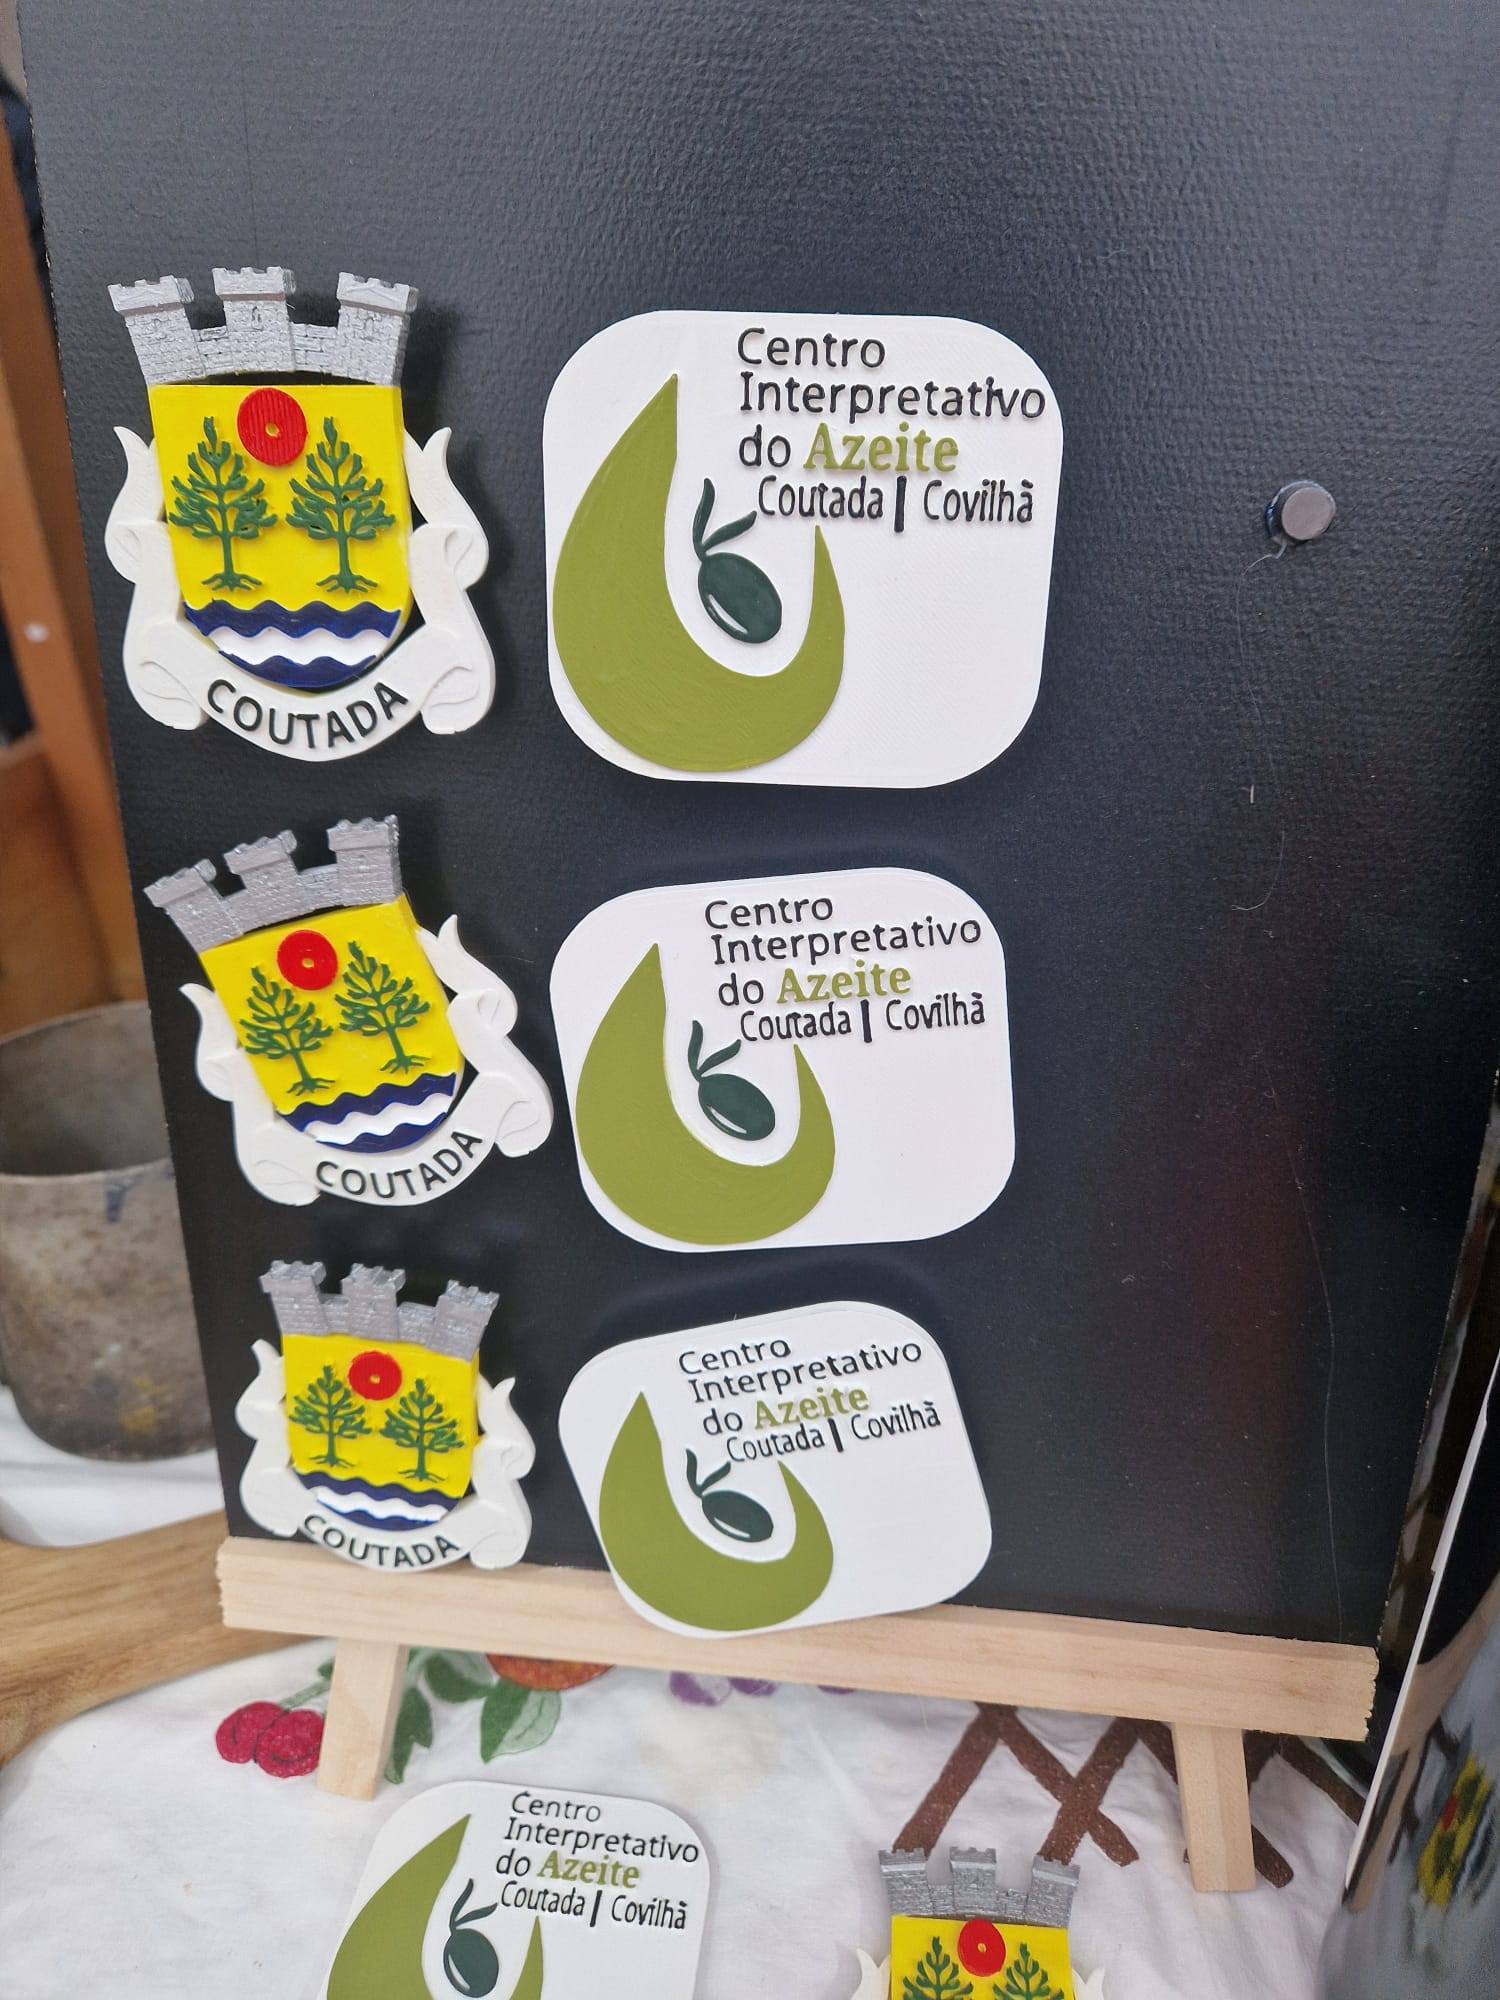 COUTADA
Centro
Interpretativo
do Azeite
Coutada | Covilhã
COUTADA
Centro
Interpretativo
do Azeite
Coutada | Covilhã
COUTADA
Centro
Interpretativo
do Azeite
Coutada | Covilhã
Centro
Interpretativo
do Azeite
Coutada | Covilhã